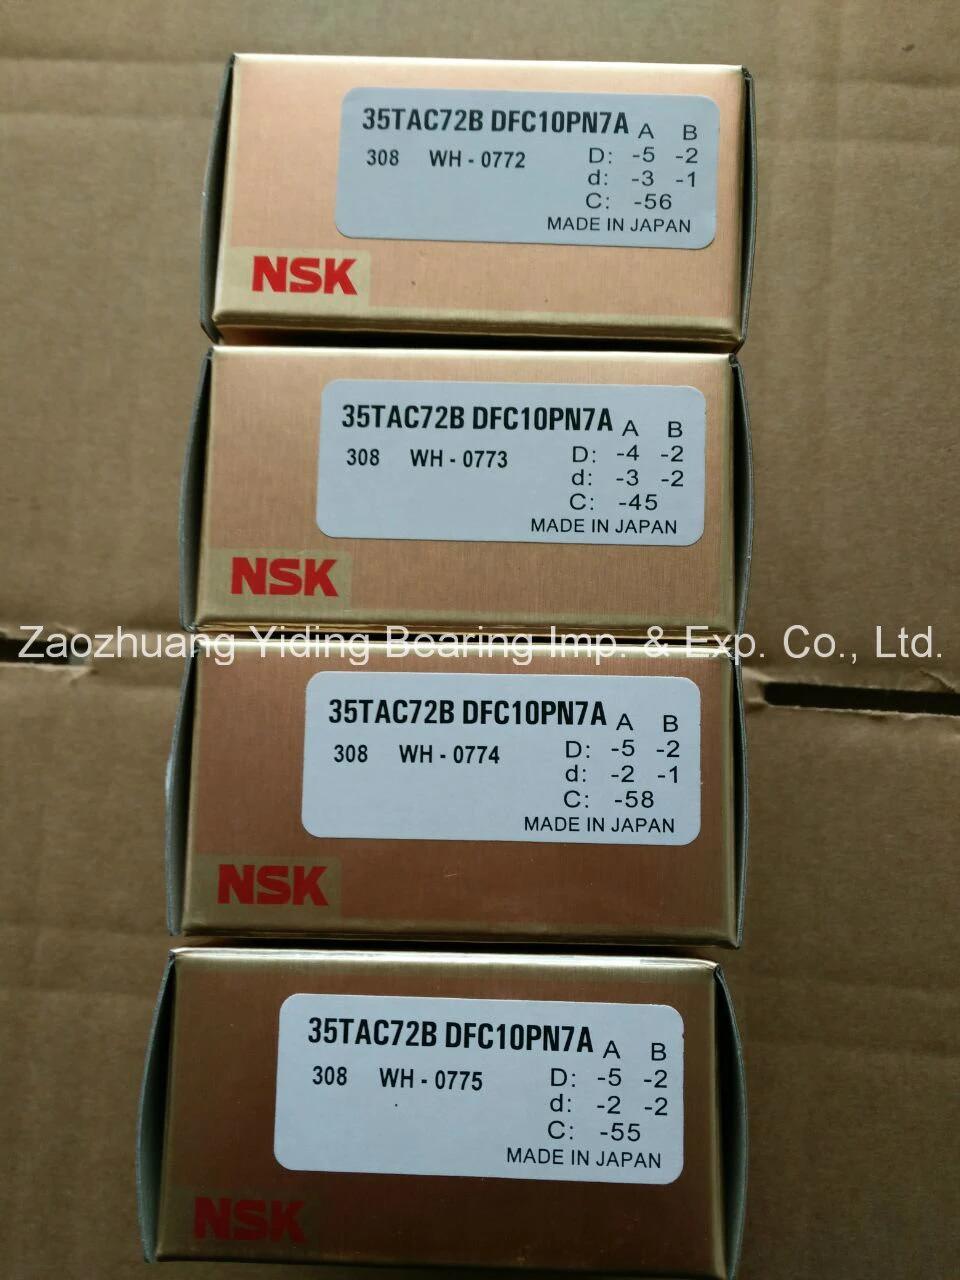 35TAC72B DFC10PN7A A B
308 WH - 0772 D: -5 -2
d: -3 -1
C: -56
MADE IN JAPAN
NSK
35TAC72B DFC10PN7A A B
308 WH - 0773 D: -4 -2
d: -3 -2
C: -45
MADE IN JAPAN
NSK
Zaozhuang Yiding Bearing Imp. & Exp. Co., Ltd.
35TAC72B DFC10PN7A A B
308 WH - 0774 D: -5 -2
d: -2 -1
C: -58
MADE IN JAPAN
NSK
35TAC72B DFC10PN7A A B
308 WH - 0775 D: -5 -2
d: -2 -2
C: -55
MADE IN JAPAN
NSK